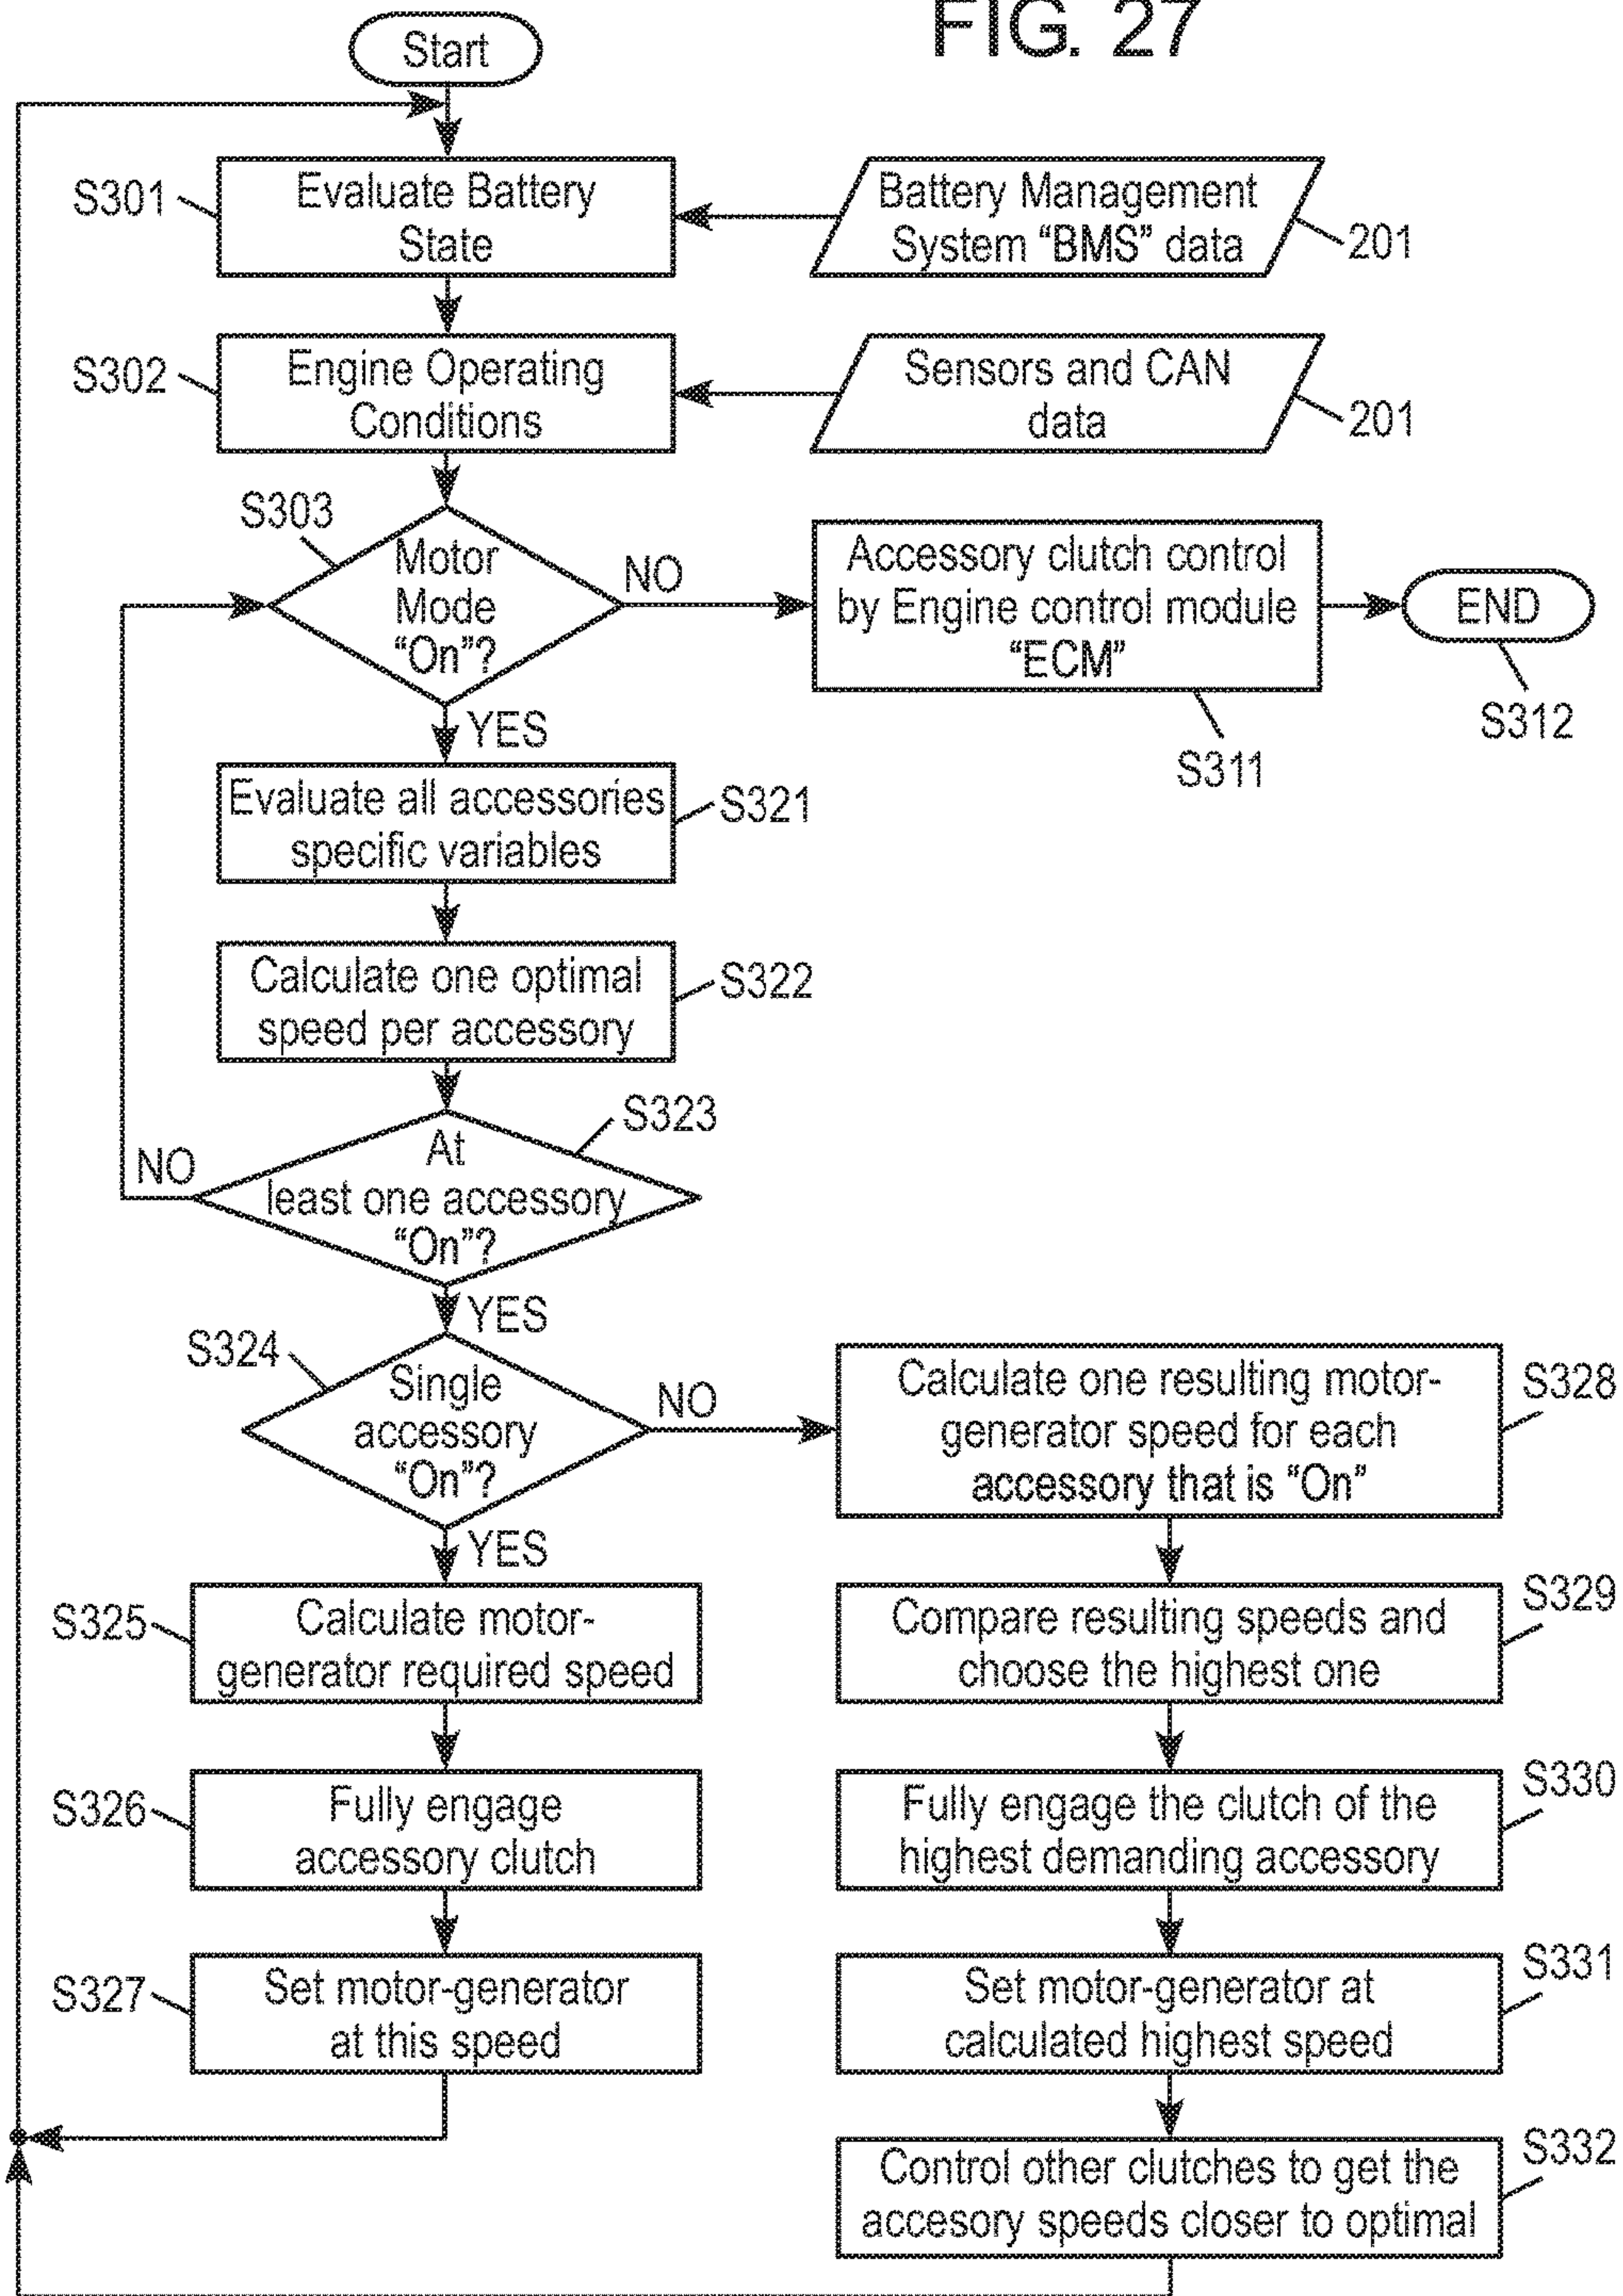 FIG. 27
Start
S301
Evaluate Battery
State
Battery Management
System “BMS” data
201
S302
Engine Operating
Conditions
Sensors and CAN
data
201
S303
Motor
Mode
“On”?
NO
YES
Accessory clutch control
by Engine control module
“ECM”
S311
END
S312
Evaluate all accessories
specific variables
S321
Calculate one optimal
speed per accessory
S322
S323
At
least one accessory
“On”?
NO
YES
S324
Single
accessory
“On”?
NO
YES
S325
Calculate motor-
generator required speed
S326
Fully engage
accessory clutch
S327
Set motor-generator
at this speed
Calculate one resulting motor-
generator speed for each
accessory that is “On”
S328
Compare resulting speeds and
choose the highest one
S329
Fully engage the clutch of the
highest demanding accessory
S330
Set motor-generator at
calculated highest speed
S331
Control other clutches to get the
accesory speeds closer to optimal
S332